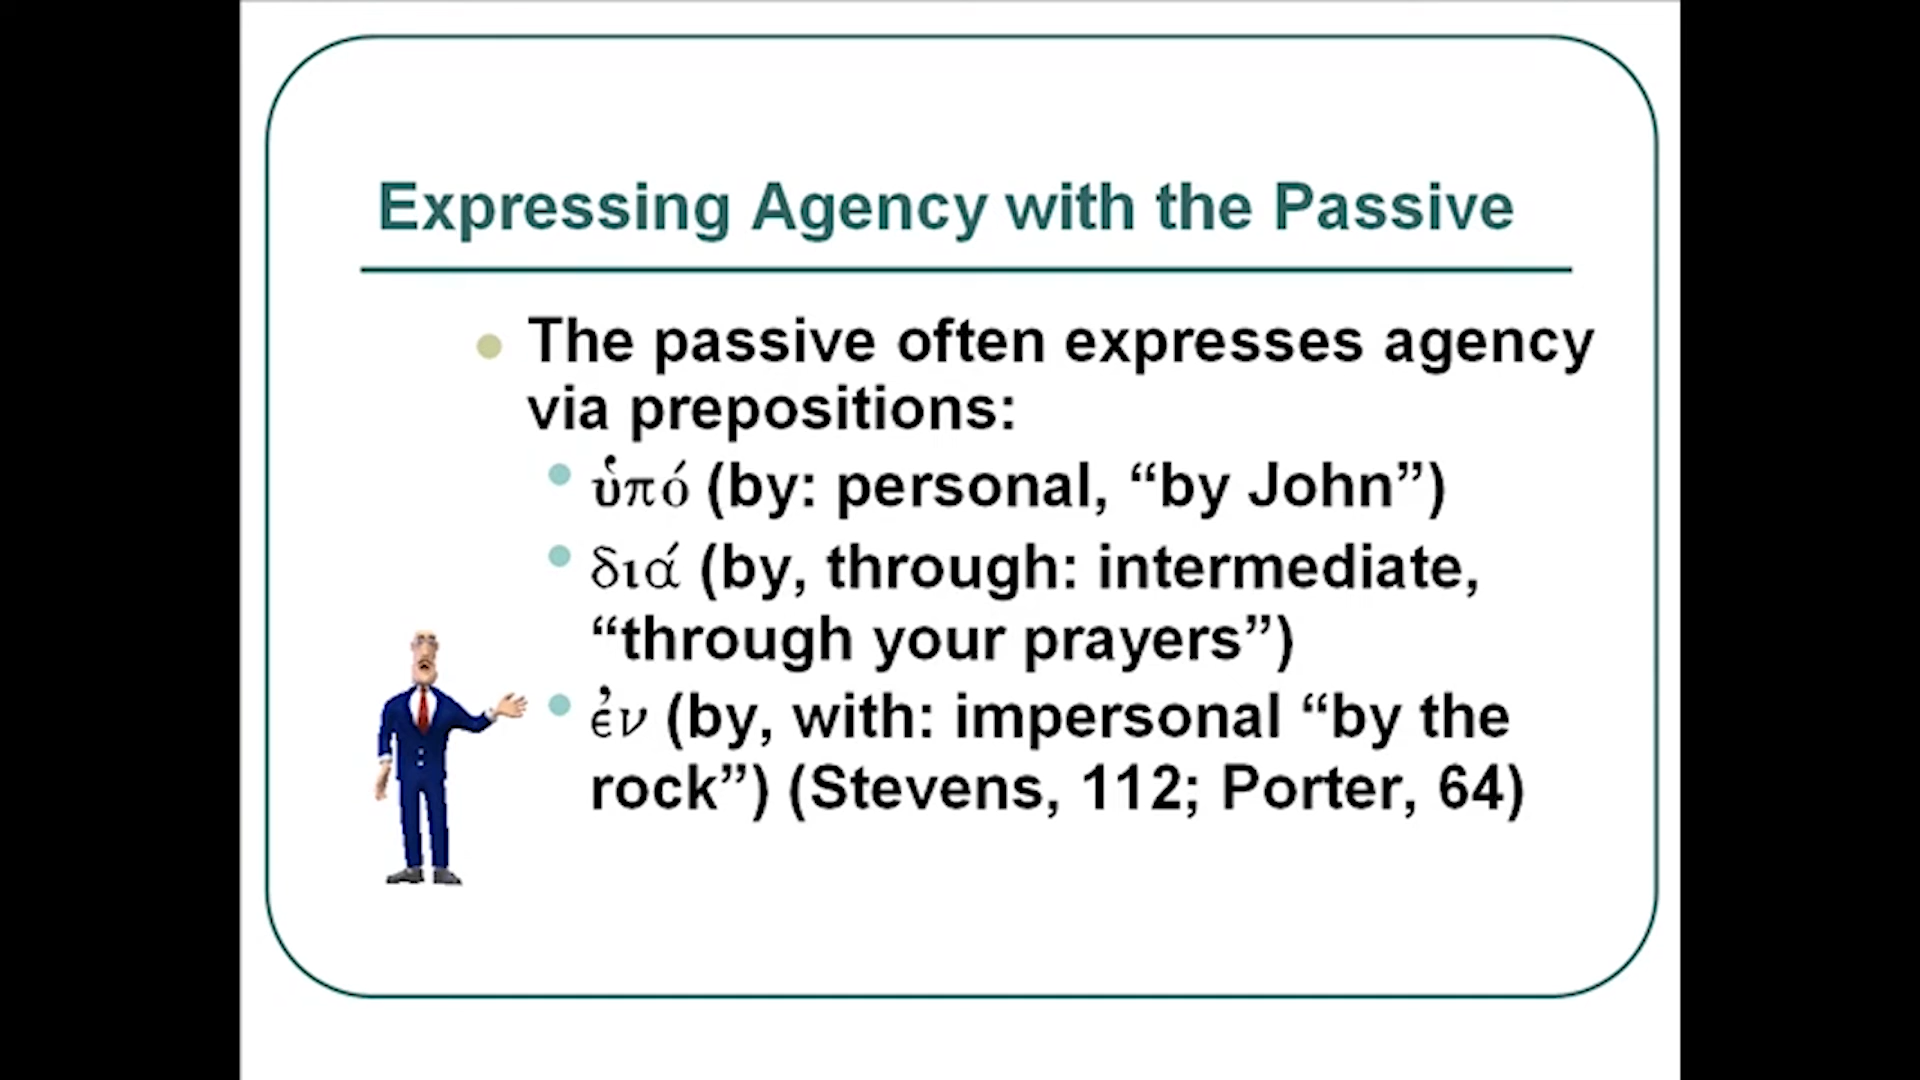 Expressing Agency with the Passive
The passive often expresses agency
via prepositions:
ὑπό (by: personal, “by John”)
διά (by, through: intermediate,
“through your prayers”)
ἐν (by, with: impersonal “by the
rock”) (Stevens, 112; Porter, 64)